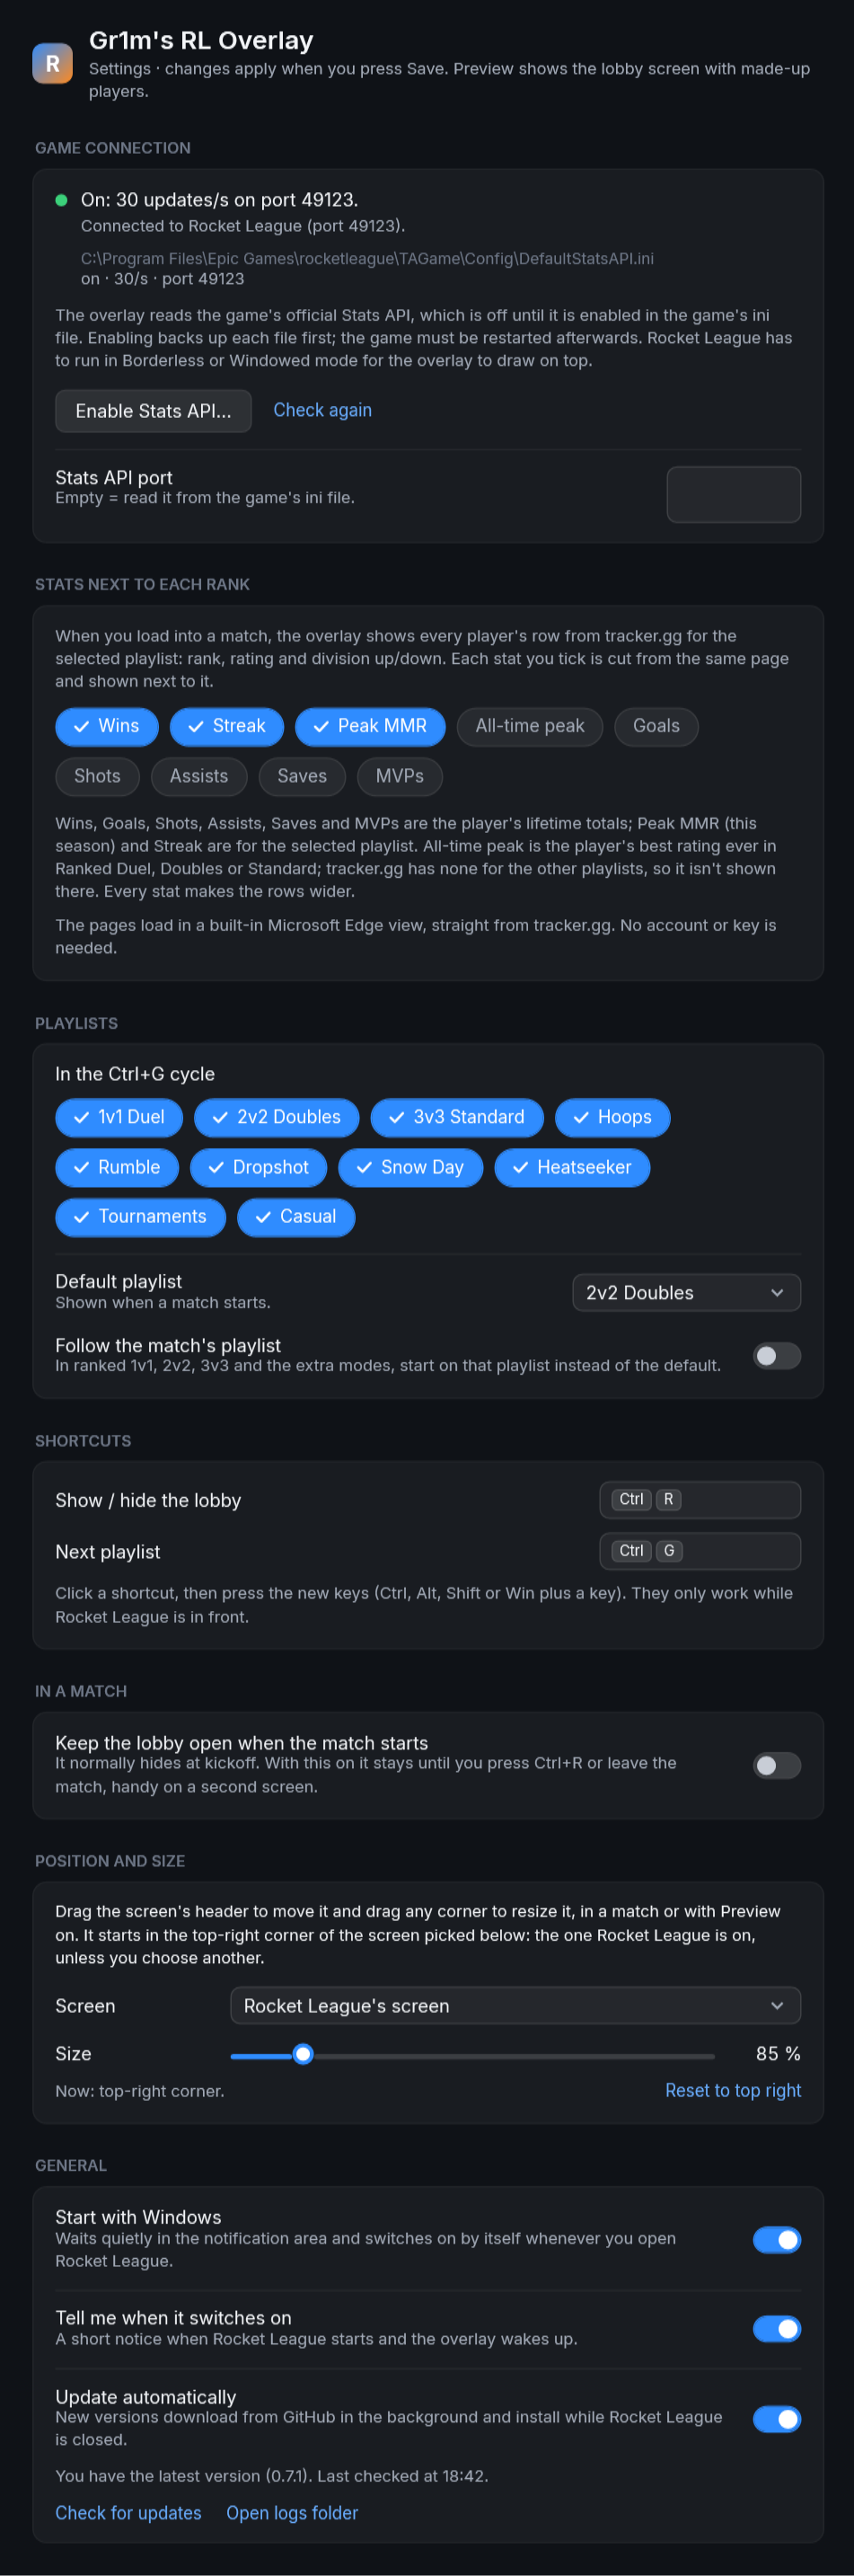 R
Gr1m's RL Overlay
Settings · changes apply when you press Save. Preview shows the lobby screen with made-up
players.
GAME CONNECTION
On: 30 updates/s on port 49123.
Connected to Rocket League (port 49123).
C:\Program Files\Epic Games\rocketleague\TAGame\Config\DefaultStatsAPI.ini
on · 30/s · port 49123
The overlay reads the game's official Stats API, which is off until it is enabled in the game's ini
file. Enabling backs up each file first; the game must be restarted afterwards. Rocket League has
to run in Borderless or Windowed mode for the overlay to draw on top.
Enable Stats API... Check again
Stats API port
Empty = read it from the game's ini file.
STATS NEXT TO EACH RANK
When you load into a match, the overlay shows every player's row from tracker.gg for the
selected playlist: rank, rating and division up/down. Each stat you tick is cut from the same page
and shown next to it.
Wins Streak Peak MMR All-time peak Goals
Shots Assists Saves MVPs
Wins, Goals, Shots, Assists, Saves and MVPs are the player's lifetime totals; Peak MMR (this
season) and Streak are for the selected playlist. All-time peak is the player's best rating ever in
Ranked Duel, Doubles or Standard; tracker.gg has none for the other playlists, so it isn't shown
there. Every stat makes the rows wider.
The pages load in a built-in Microsoft Edge view, straight from tracker.gg. No account or key is
needed.
PLAYLISTS
In the Ctrl+G cycle
1v1 Duel 2v2 Doubles 3v3 Standard Hoops
Rumble Dropshot Snow Day Heatseeker
Tournaments Casual
Default playlist
Shown when a match starts.
2v2 Doubles
Follow the match's playlist
In ranked 1v1, 2v2, 3v3 and the extra modes, start on that playlist instead of the default.
SHORTCUTS
Show / hide the lobby Ctrl R
Next playlist Ctrl G
Click a shortcut, then press the new keys (Ctrl, Alt, Shift or Win plus a key). They only work while
Rocket League is in front.
IN A MATCH
Keep the lobby open when the match starts
It normally hides at kickoff. With this on it stays until you press Ctrl+R or leave the
match, handy on a second screen.
POSITION AND SIZE
Drag the screen's header to move it and drag any corner to resize it, in a match or with Preview
on. It starts in the top-right corner of the screen picked below: the one Rocket League is on,
unless you choose another.
Screen Rocket League's screen
Size 85 %
Now: top-right corner. Reset to top right
GENERAL
Start with Windows
Waits quietly in the notification area and switches on by itself whenever you open
Rocket League.
Tell me when it switches on
A short notice when Rocket League starts and the overlay wakes up.
Update automatically
New versions download from GitHub in the background and install while Rocket League
is closed.
You have the latest version (0.7.1). Last checked at 18:42.
Check for updates Open logs folder